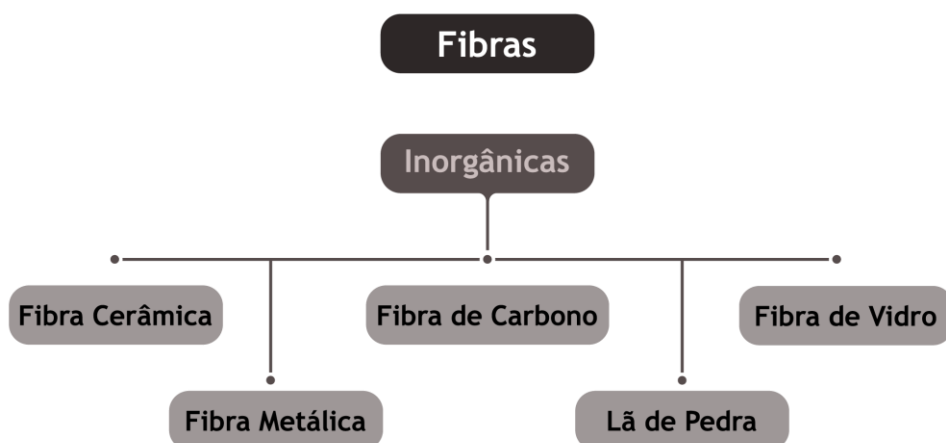 Fibras
Inorgânicas
Fibra Cerâmica
Fibra de Carbono
Fibra de Vidro
Fibra Metálica
Lã de Pedra